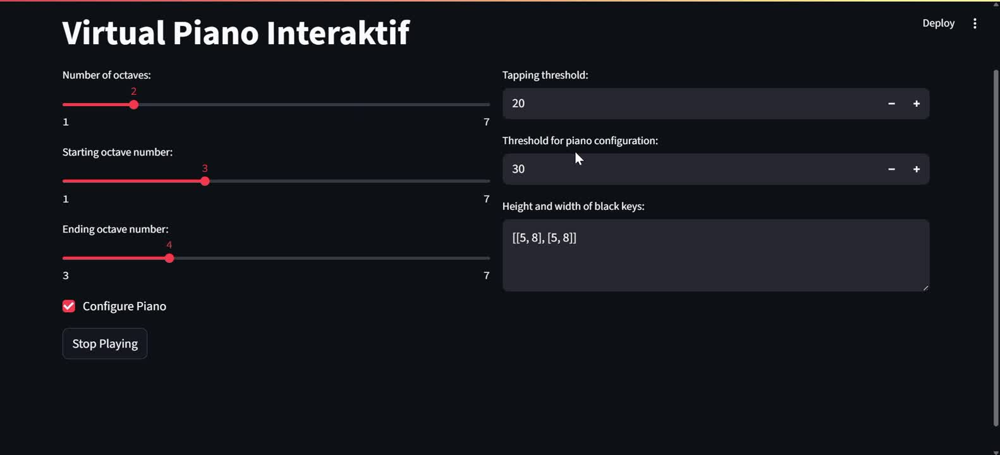 Virtual Piano Interaktif
Deploy
Number of octaves:
2
1
7
Starting octave number:
3
1
7
Ending octave number:
4
3
7
Configure Piano
Stop Playing
Tapping threshold:
20
Threshold for piano configuration:
30
Height and width of black keys:
[[5, 8], [5, 8]]